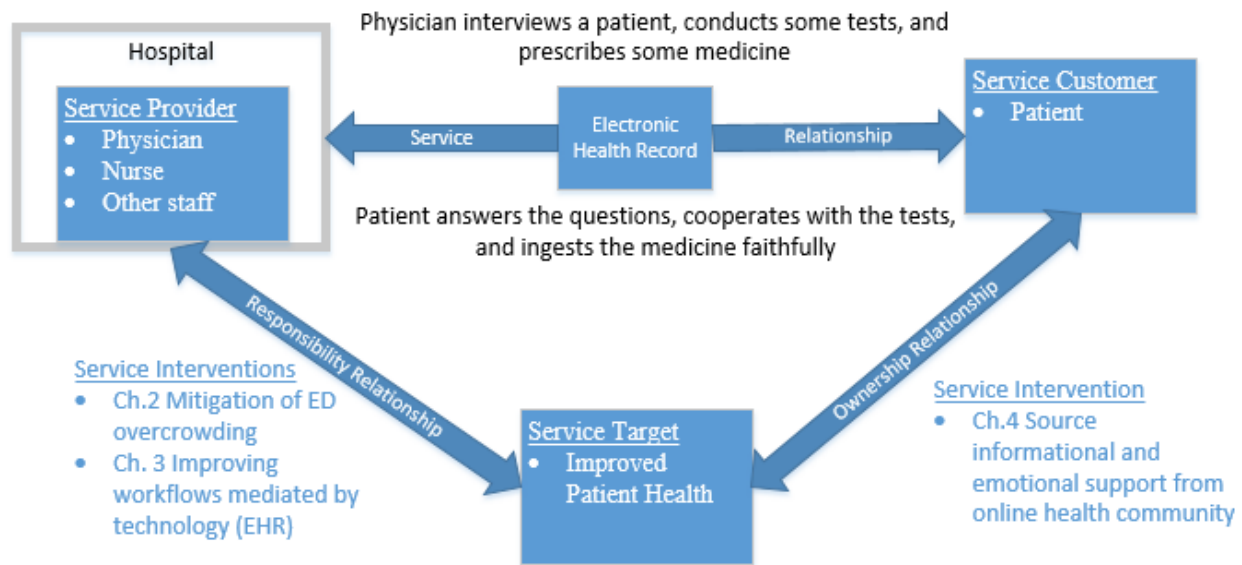 Physician interviews a patient, conducts some tests, and
prescribes some medicine
Hospital
Service Provider
• Physician
• Nurse
• Other staff
Service
Electronic
Health Record
Relationship
Service Customer
• Patient
Patient answers the questions, cooperates with the tests,
and ingests the medicine faithfully
Responsibility Relationship
Ownership Relationship
Service Interventions
• Ch.2 Mitigation of ED
overcrowding
• Ch. 3 Improving
workflows mediated by
technology (EHR)
Service Target
• Improved
Patient Health
Service Intervention
• Ch.4 Source
informational and
emotional support from
online health community